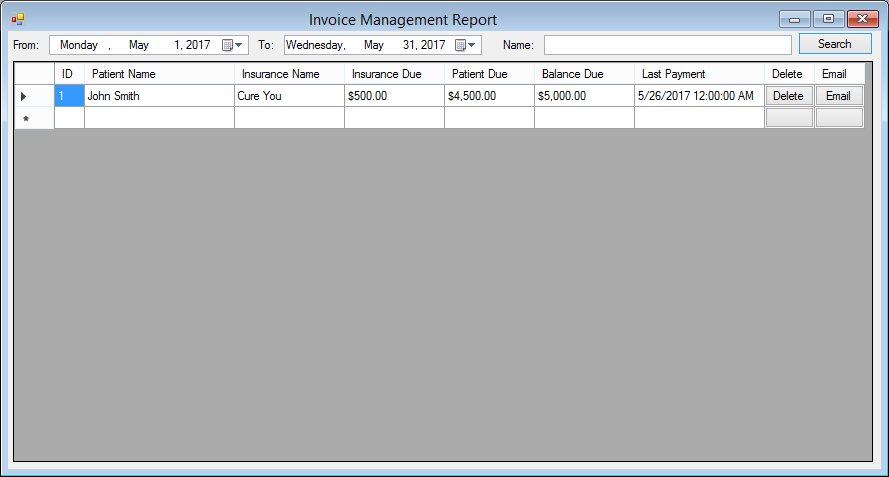 Invoice Management Report
From: Monday , May 1, 2017 To: Wednesday, May 31, 2017 Name: Search
ID Patient Name Insurance Name Insurance Due Patient Due Balance Due Last Payment Delete Email
1 John Smith Cure You $500.00 $4,500.00 $5,000.00 5/26/2017 12:00:00 AM Delete Email
*